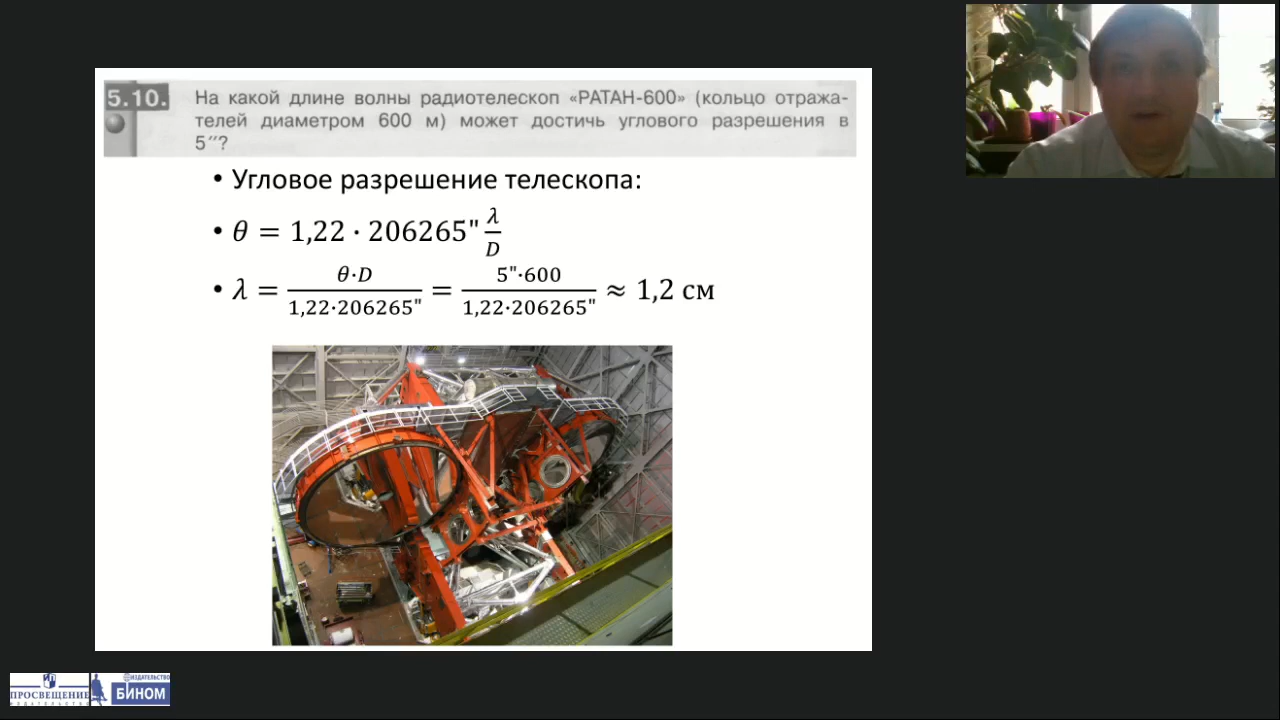 5.10. На какой длине волны радиотелескоп «РАТАН-600» (кольцо отража-
телей диаметром 600 м) может достичь углового разрешения в
5″?
• Угловое разрешение телескопа:
• θ = 1,22 · 206265" λ/D
• λ = θ·D/1,22·206265" = 5"·600/1,22·206265" ≈ 1,2 см
ПРОСВЕЩЕНИЕ
ИЗДАТЕЛЬСТВО
ИЗДАТЕЛЬСТВО
БИНОМ